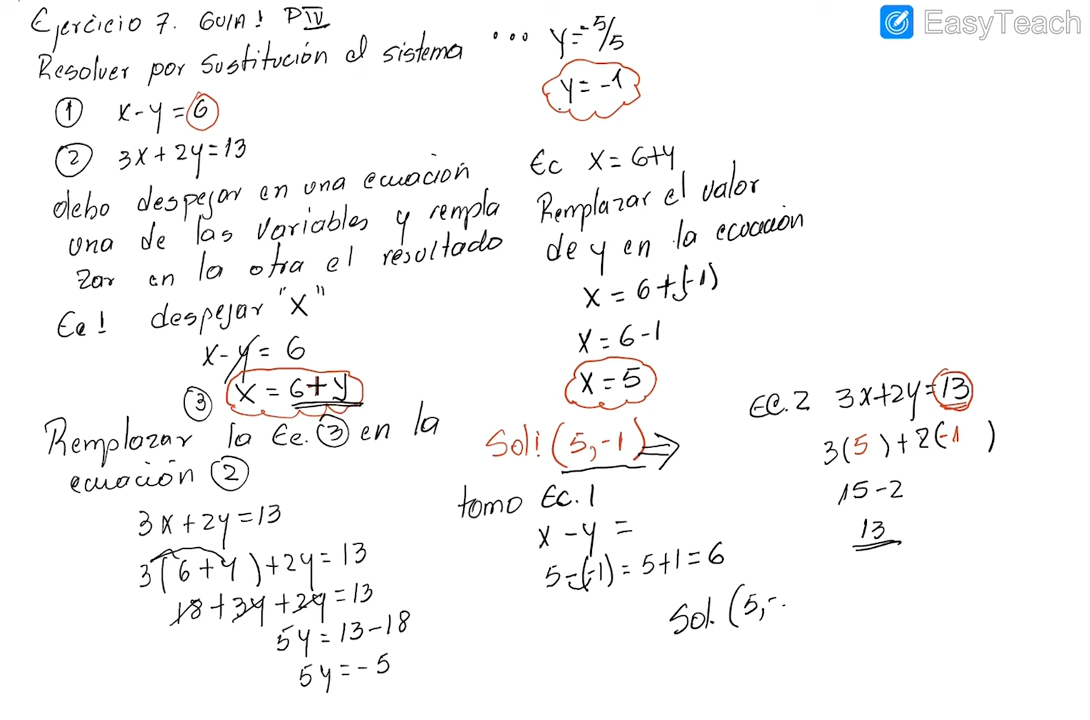 Ejercicio 7. GUIA 1 PIV
Resolver por sustitución el sistema
① x-y=6
② 3x+2y=13
debo despejar en una ecuación
una de las variables y rempla
zar en la otra el resultado
Ec 1 despejar "X"
x-y=6
③ x=6+y
Remplazar la Ec. ③ en la
ecuación ②
3x+2y=13
3(6+y)+2y=13
18+3y+2y=13
5y=13-18
5y=-5
... y=-5/5
y=-1
Ec x=6+y
Remplazar el valor
de y en la ecuación
x=6+(-1)
x=6-1
x=5
Sol: (5,-1) ⇒
tomo Ec. 1
x-y=
5-(-1)=5+1=6
Sol. (5,-
EC. 2 3x+2y=13
3(5)+2(-1 )
15-2
13
EasyTeach